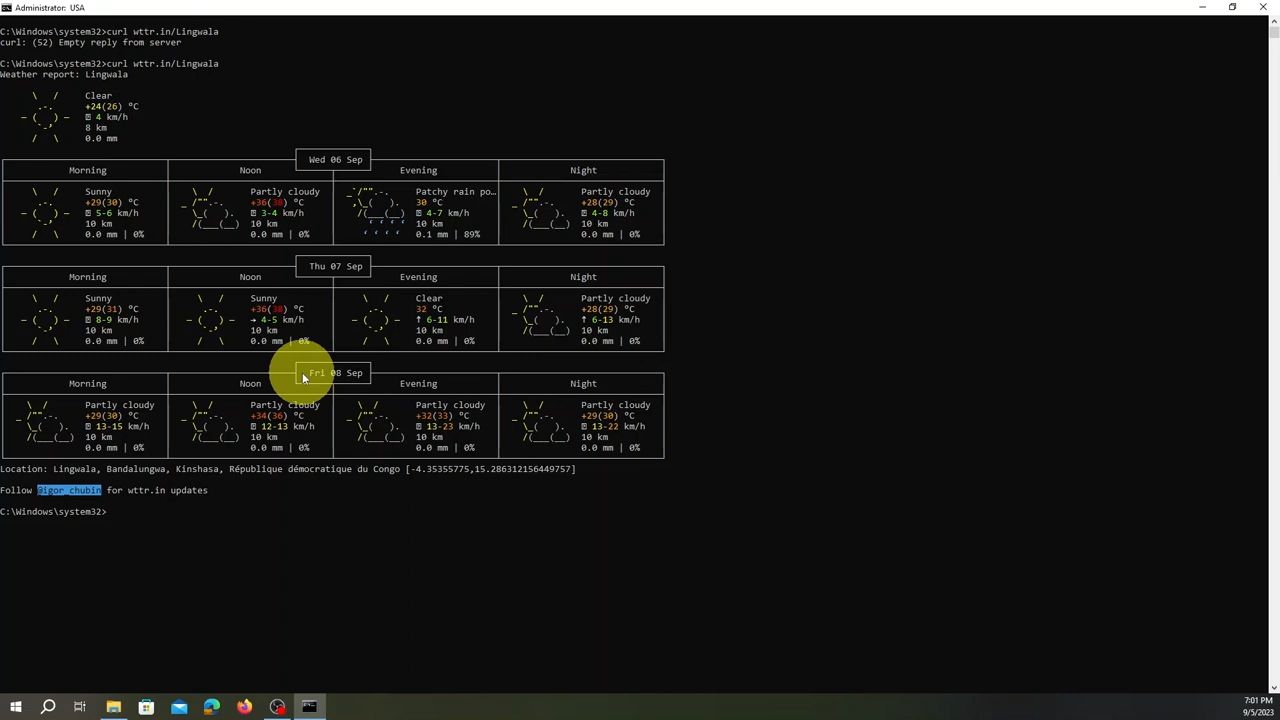 Administrator: USA
C:\Windows\system32>curl wttr.in/Lingwala
curl: (52) Empty reply from server
C:\Windows\system32>curl wttr.in/Lingwala
Weather report: Lingwala
Clear
+24(26) °C
4 km/h
8 km
0.0 mm
Wed 06 Sep
Morning Noon Evening Night
Sunny Partly cloudy Patchy rain po… Partly cloudy
+29(30) °C +36(38) °C 30 °C +28(29) °C
5-6 km/h 3-4 km/h 4-7 km/h 4-8 km/h
10 km 10 km 10 km 10 km
0.0 mm | 0% 0.0 mm | 0% 0.1 mm | 89% 0.0 mm | 0%
Thu 07 Sep
Morning Noon Evening Night
Sunny Sunny Clear Partly cloudy
+29(31) °C +36(38) °C 32 °C +28(29) °C
8-9 km/h → 4-5 km/h ↑ 6-11 km/h ↑ 6-13 km/h
10 km 10 km 10 km 10 km
0.0 mm | 0% 0.0 mm | 0% 0.0 mm | 0% 0.0 mm | 0%
Fri 08 Sep
Morning Noon Evening Night
Partly cloudy Partly cloudy Partly cloudy Partly cloudy
+29(30) °C +34(36) °C +32(33) °C +29(30) °C
13-15 km/h 12-13 km/h 13-23 km/h 13-22 km/h
10 km 10 km 10 km 10 km
0.0 mm | 0% 0.0 mm | 0% 0.0 mm | 0% 0.0 mm | 0%
Location: Lingwala, Bandalungwa, Kinshasa, République démocratique du Congo [-4.35355775,15.286312156449757]
Follow @igor_chubin for wttr.in updates
C:\Windows\system32>
7:01 PM
9/5/2023